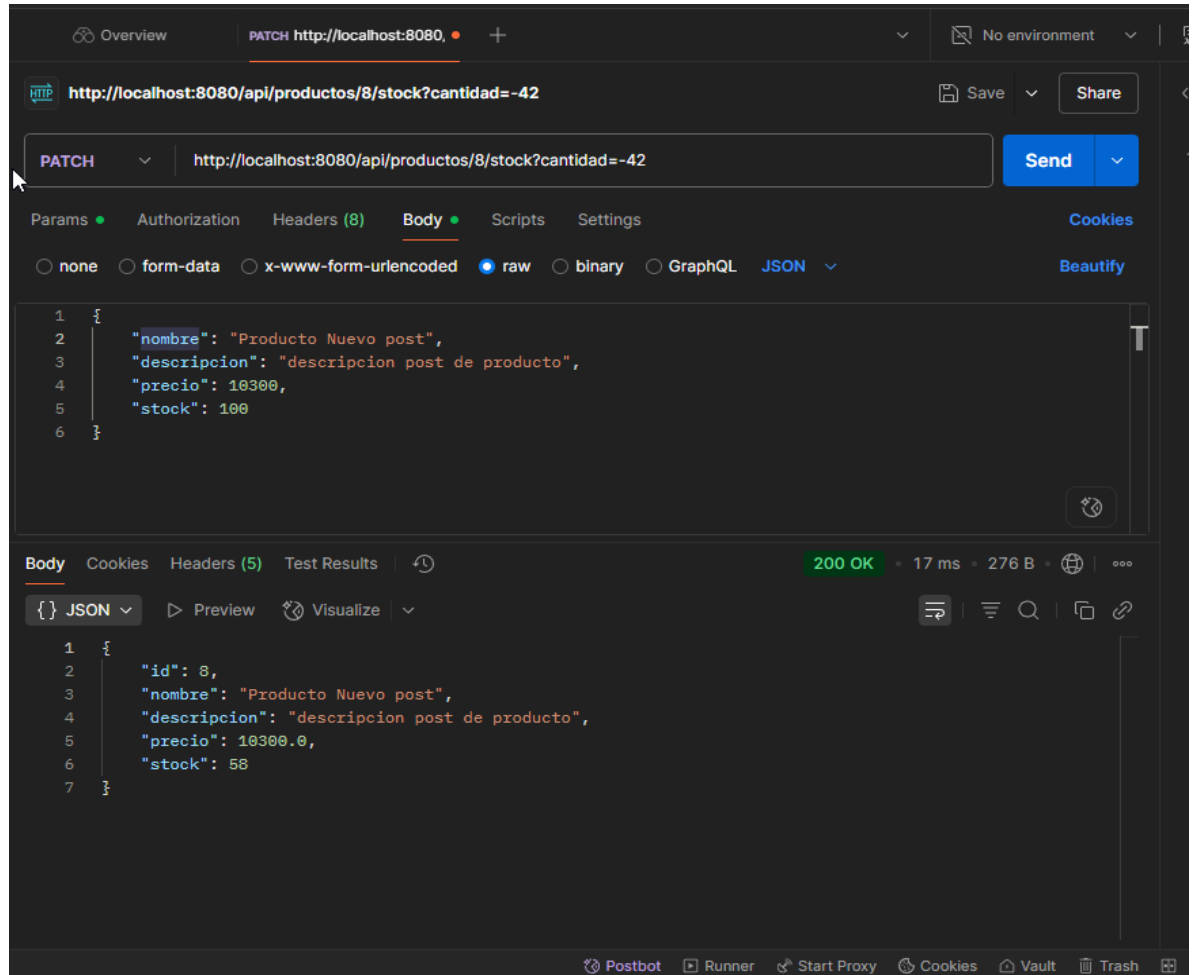 Overview PATCH http://localhost:8080, No environment
HTTP http://localhost:8080/api/productos/8/stock?cantidad=-42 Save Share
PATCH http://localhost:8080/api/productos/8/stock?cantidad=-42 Send
Params Authorization Headers (8) Body Scripts Settings Cookies
none form-data x-www-form-urlencoded raw binary GraphQL JSON Beautify
1 {
2 "nombre": "Producto Nuevo post",
3 "descripcion": "descripcion post de producto",
4 "precio": 10300,
5 "stock": 100
6 }
Body Cookies Headers (5) Test Results 200 OK • 17 ms • 276 B
{} JSON Preview Visualize
1 {
2 "id": 8,
3 "nombre": "Producto Nuevo post",
4 "descripcion": "descripcion post de producto",
5 "precio": 10300.0,
6 "stock": 58
7 }
Postbot Runner Start Proxy Cookies Vault Trash